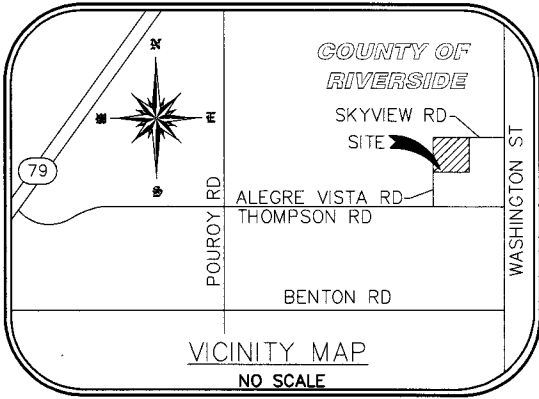 N
COUNTY OF
RIVERSIDE
SKYVIEW RD
SITE
W
E
79
S
WASHINGTON ST
POUROY RD
ALEGRE VISTA RD
THOMPSON RD
BENTON RD
VICINITY MAP
NO SCALE